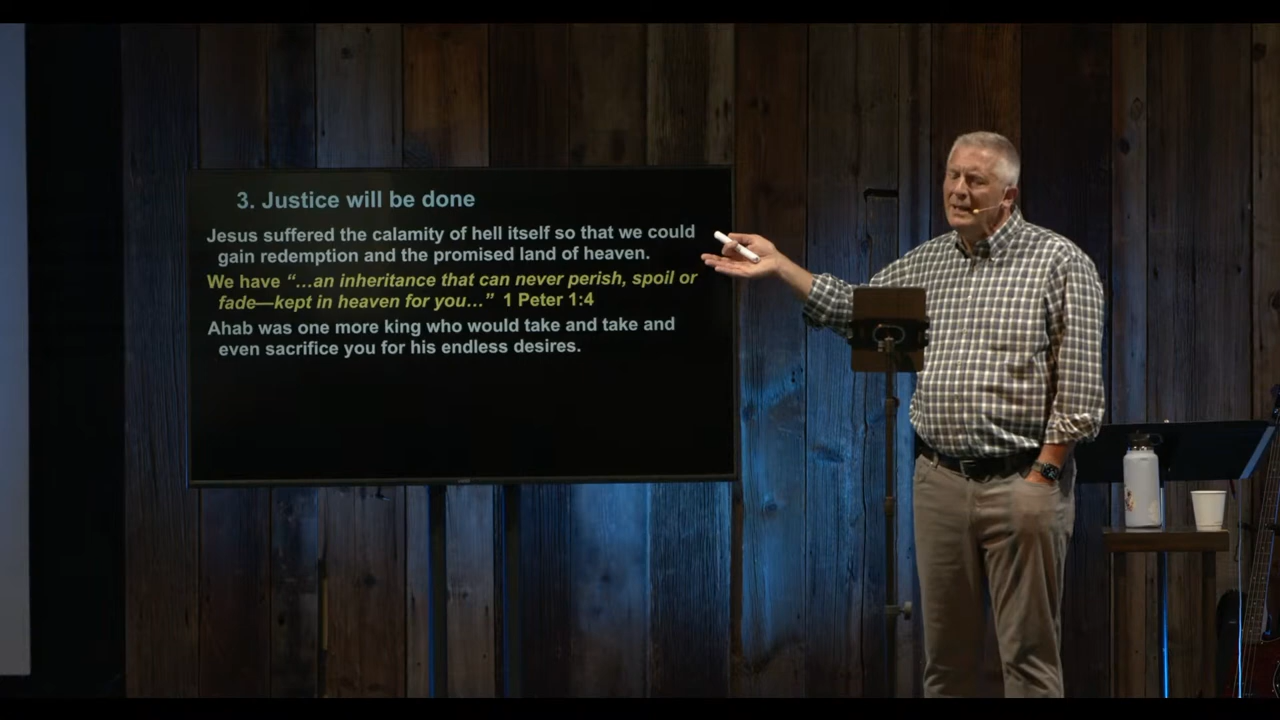 3. Justice will be done
Jesus suffered the calamity of hell itself so that we could
gain redemption and the promised land of heaven.
We have “…an inheritance that can never perish, spoil or
fade—kept in heaven for you…” 1 Peter 1:4
Ahab was one more king who would take and take and
even sacrifice you for his endless desires.